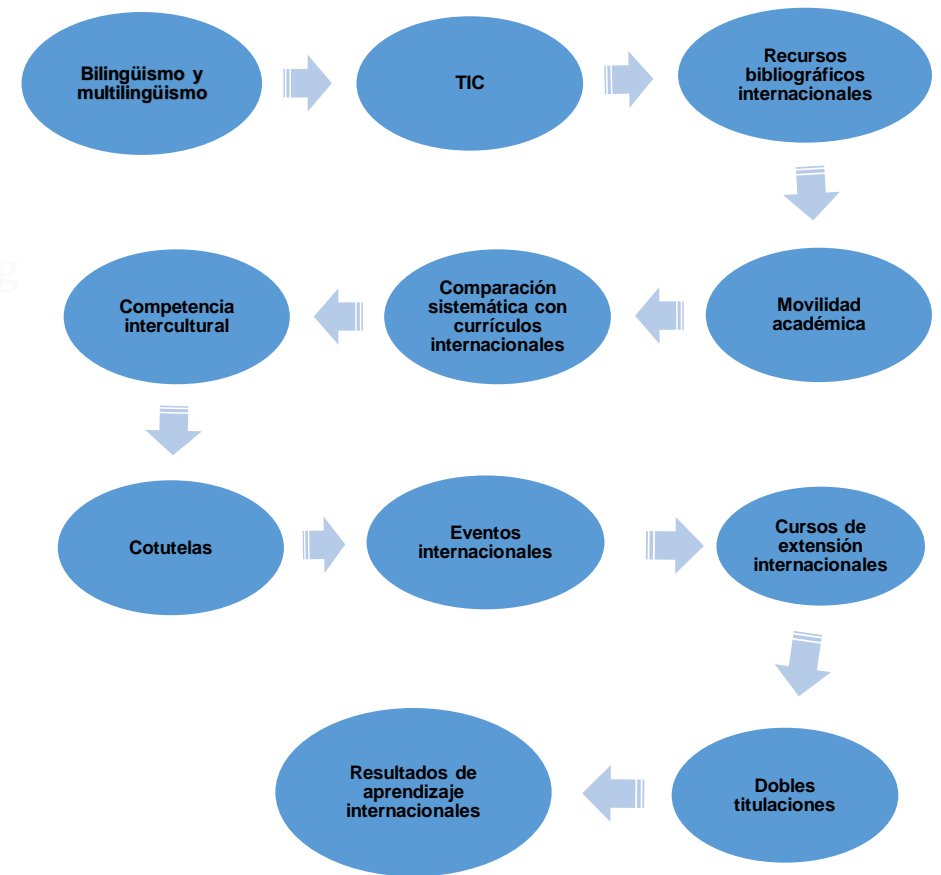 Bilingüismo y
multilingüismo
TIC
Recursos
bibliográficos
internacionales
Movilidad
académica
Comparación
sistemática con
currículos
internacionales
Competencia
intercultural
Cotutelas
Eventos
internacionales
Cursos de
extensión
internacionales
Dobles
titulaciones
Resultados de
aprendizaje
internacionales